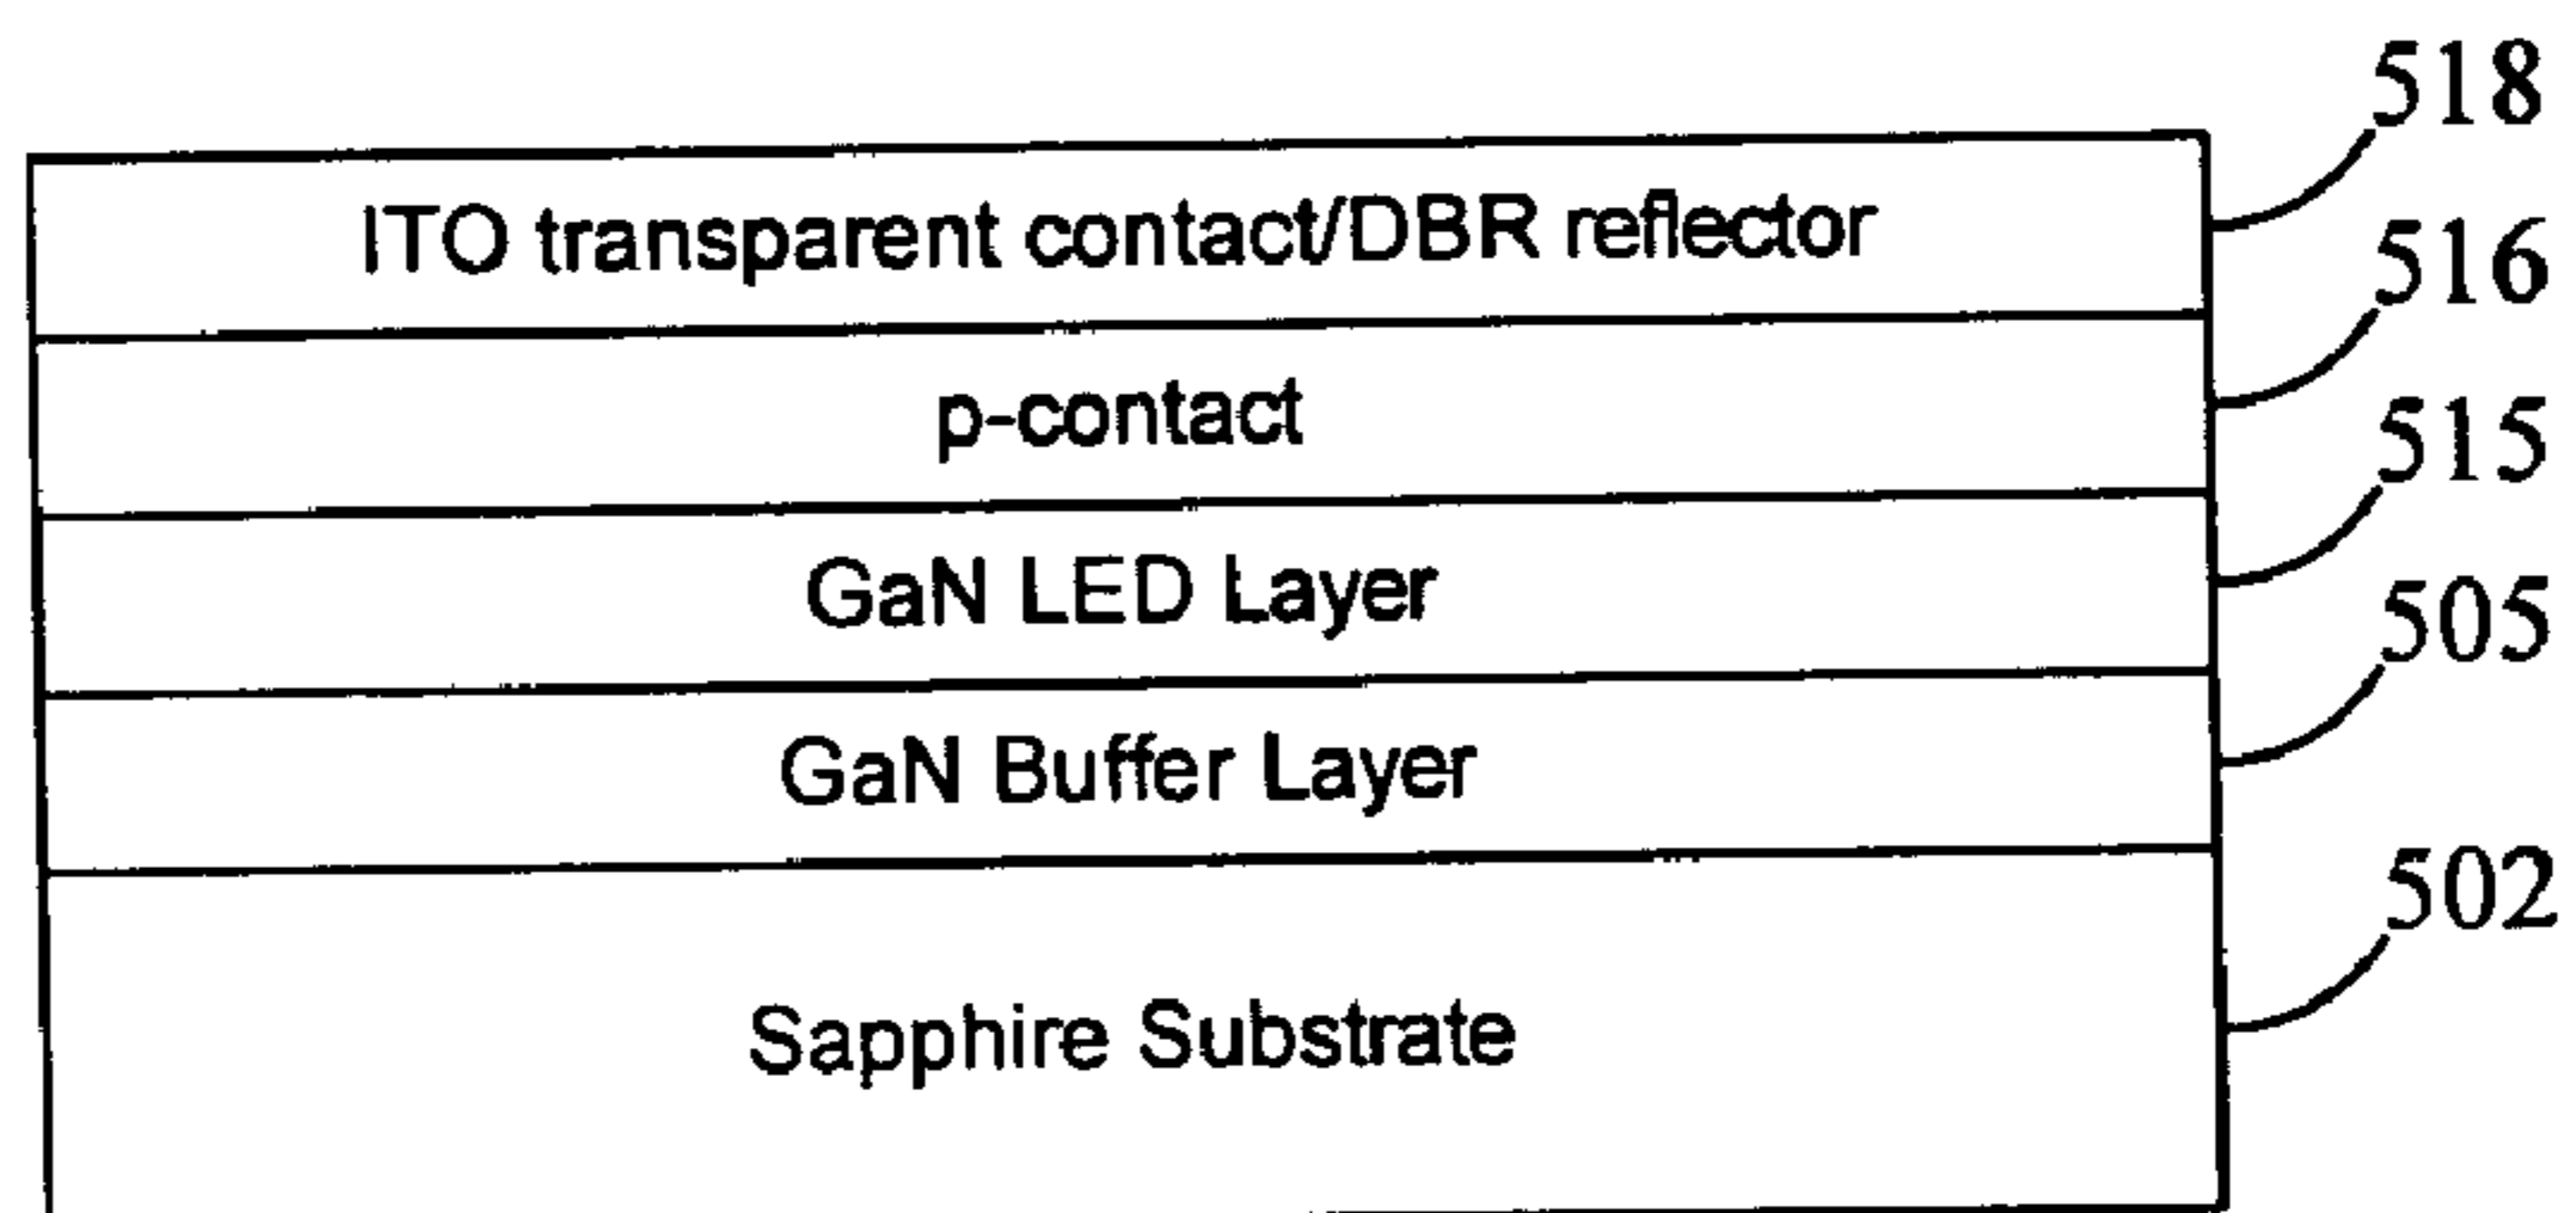 518
ITO transparent contact/DBR reflector
516
p-contact
515
GaN LED Layer
505
GaN Buffer Layer
502
Sapphire Substrate